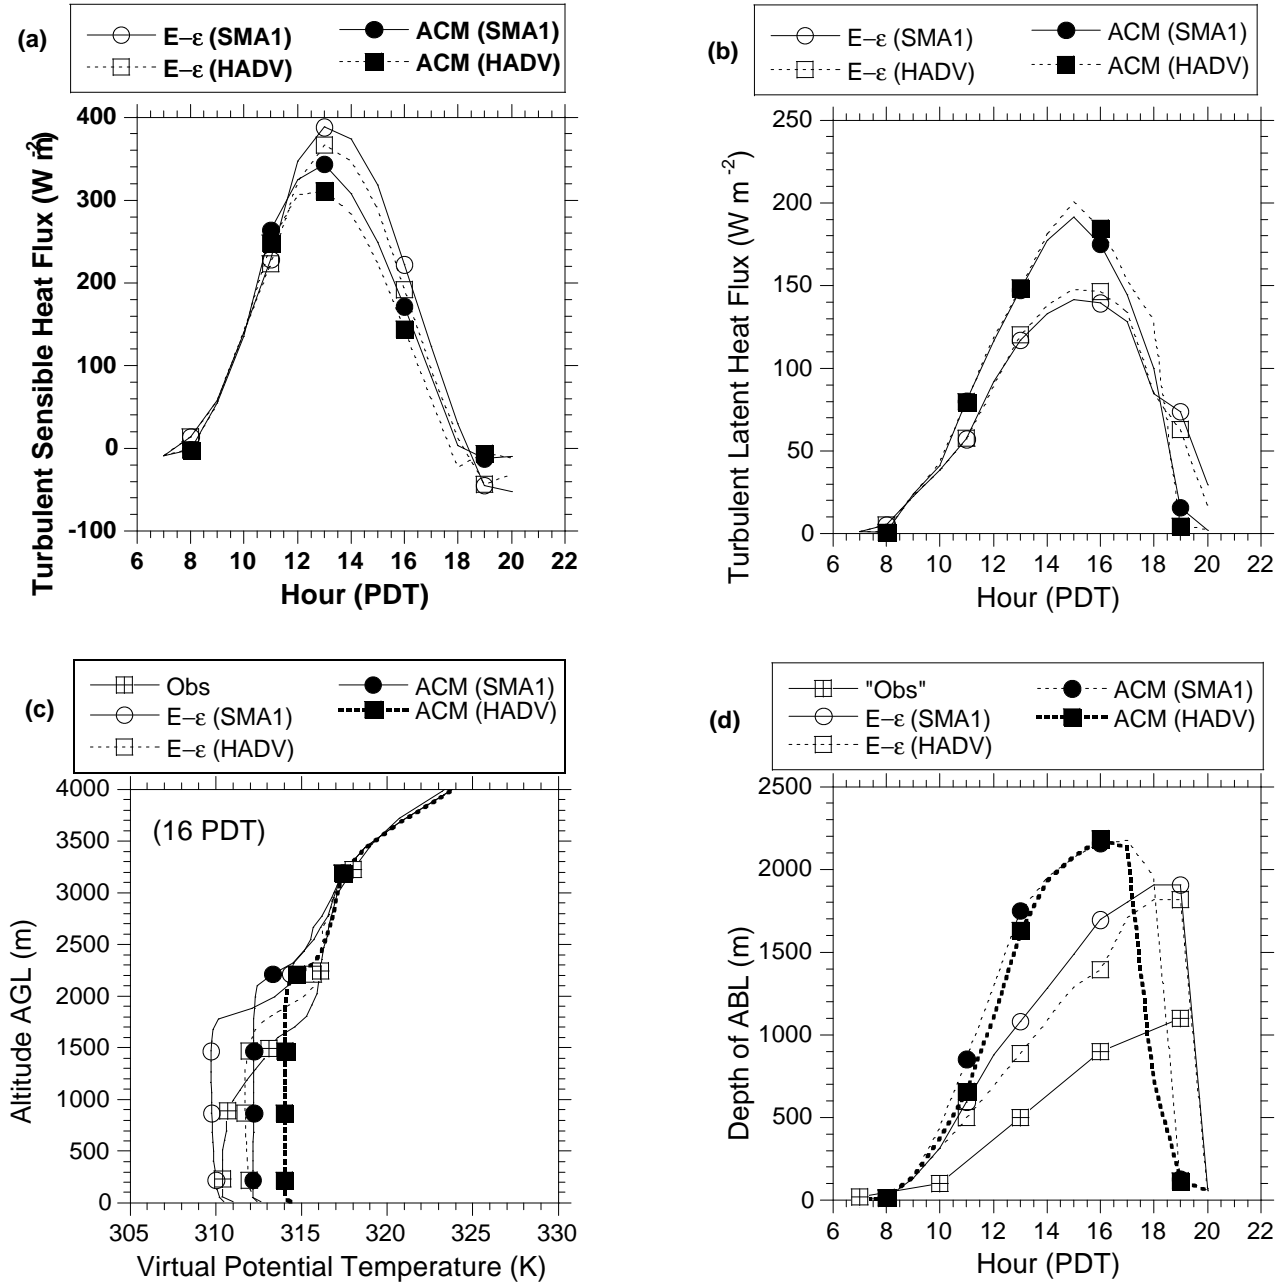 (a)
E–ε (SMA1)
E–ε (HADV)
ACM (SMA1)
ACM (HADV)
Turbulent Sensible Heat Flux (W m-2)
400
300
200
100
0
-100
6 8 10 12 14 16 18 20 22
Hour (PDT)
(b)
E–ε (SMA1)
E–ε (HADV)
ACM (SMA1)
ACM (HADV)
Turbulent Latent Heat Flux (W m-2)
250
200
150
100
50
0
6 8 10 12 14 16 18 20 22
Hour (PDT)
(c)
Obs
E–ε (SMA1)
E–ε (HADV)
ACM (SMA1)
ACM (HADV)
(16 PDT)
Altitude AGL (m)
4000
3500
3000
2500
2000
1500
1000
500
0
305 310 315 320 325 330
Virtual Potential Temperature (K)
(d)
"Obs"
E–ε (SMA1)
E–ε (HADV)
ACM (SMA1)
ACM (HADV)
Depth of ABL (m)
2500
2000
1500
1000
500
0
6 8 10 12 14 16 18 20 22
Hour (PDT)